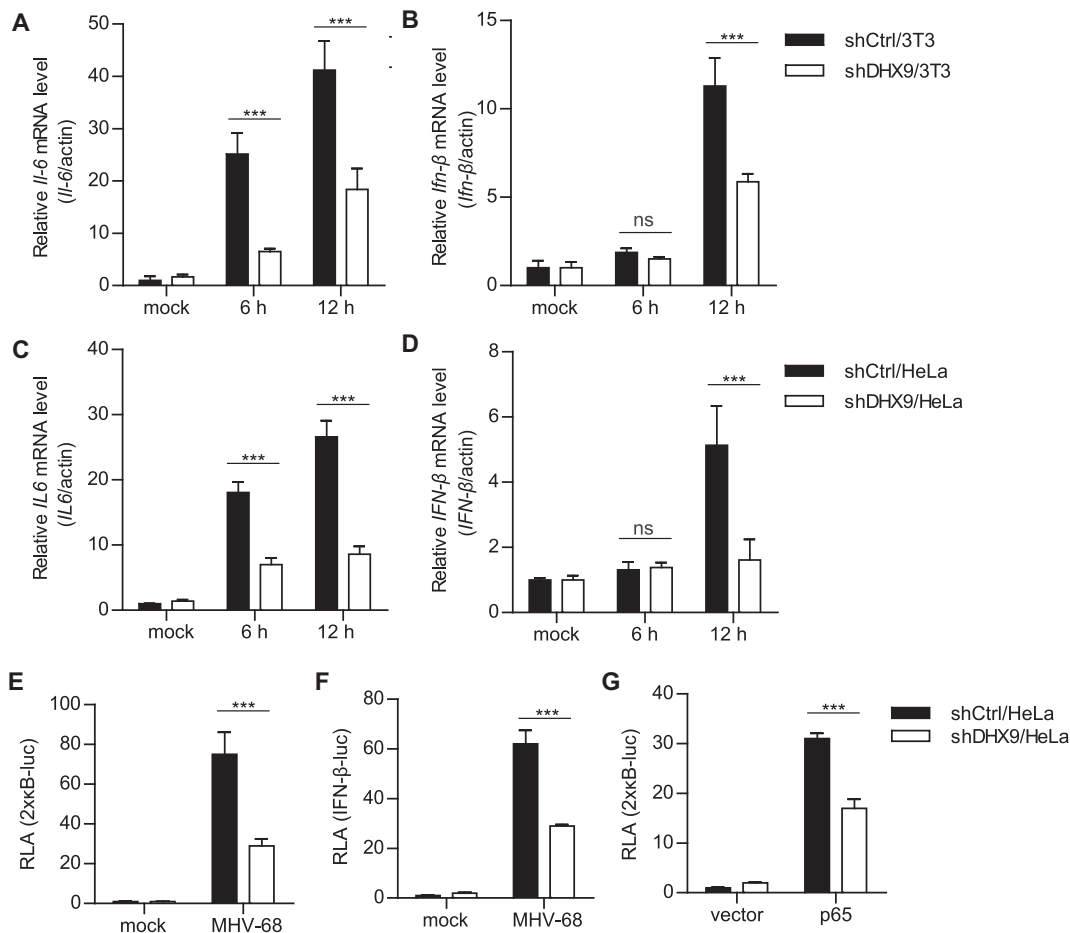 A
Relative Il-6 mRNA level
(Il-6/actin)
50
40
30
20
10
0
***
***
mock
6 h
12 h
B
Relative Ifn-β mRNA level
(Ifn-β/actin)
15
10
5
0
ns
***
mock
6 h
12 h
shCtrl/3T3
shDHX9/3T3
C
Relative IL6 mRNA level
(IL6/actin)
40
30
20
10
0
***
***
mock
6 h
12 h
D
Relative IFN-β mRNA level
(IFN-β/actin)
8
6
4
2
0
ns
***
mock
6 h
12 h
shCtrl/HeLa
shDHX9/HeLa
E
RLA (2xκB-luc)
100
80
60
40
20
0
***
mock
MHV-68
F
RLA (IFN-β-luc)
80
60
40
20
0
***
mock
MHV-68
G
RLA (2xκB-luc)
40
30
20
10
0
***
vector
p65
shCtrl/HeLa
shDHX9/HeLa